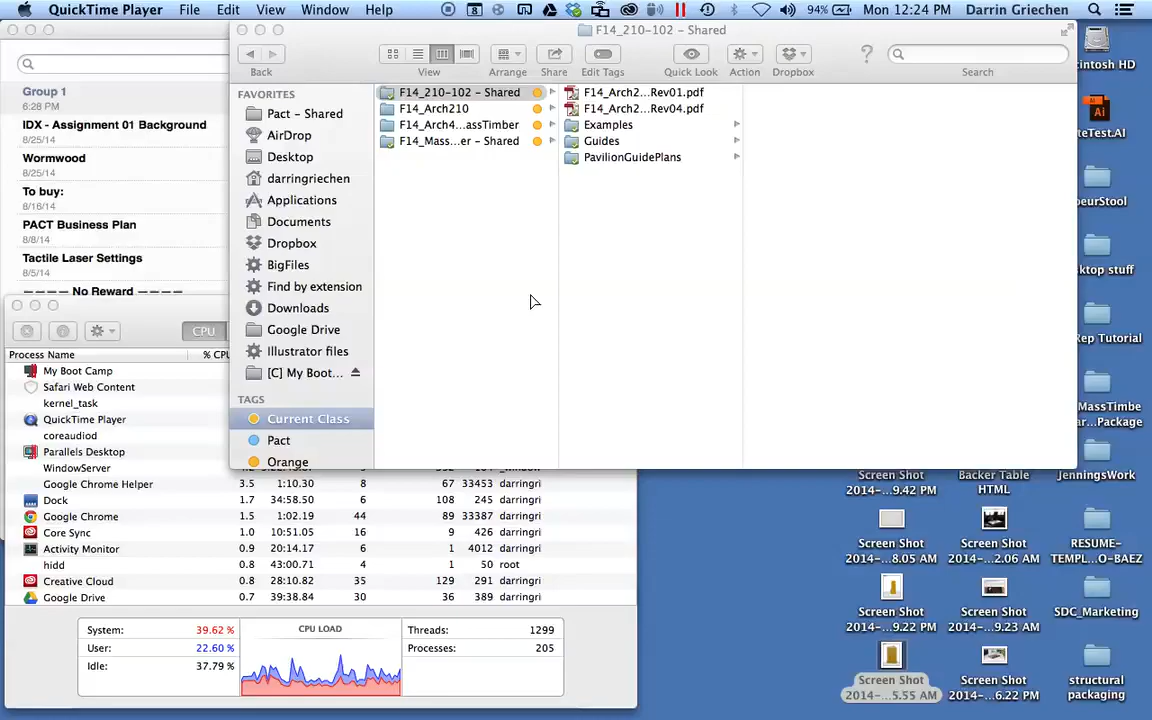 QuickTime Player File Edit View Window Help 94% Mon 12:24 PM Darrin Griechen
F14_210-102 – Shared
Back View Arrange Share Edit Tags Quick Look Action Dropbox Search
Group 1
6:28 PM
IDX - Assignment 01 Background
8/25/14
Wormwood
8/25/14
To buy:
8/16/14
PACT Business Plan
8/8/14
Tactile Laser Settings
8/5/14
———— No Reward —————
FAVORITES
Pact - Shared
AirDrop
Desktop
darringriechen
Applications
Documents
Dropbox
BigFiles
Find by extension
Downloads
Google Drive
Illustrator files
[C] My Boot...
TAGS
Current Class
Pact
Orange
F14_210-102 – Shared
F14_Arch210
F14_Arch4...assTimber
F14_Mass...er – Shared
F14_Arch2...Rev01.pdf
F14_Arch2...Rev04.pdf
Examples
Guides
PavilionGuidePlans
CPU
Process Name % CPU
My Boot Camp
Safari Web Content
kernel_task
QuickTime Player
coreaudiod
Parallels Desktop
WindowServer
Google Chrome Helper 3.5 1:10.30 8 67 33453 darringri
Dock 1.7 34:58.50 6 108 245 darringri
Google Chrome 1.5 1:02.19 44 89 33387 darringri
Core Sync 1.0 10:51.05 16 9 426 darringri
Activity Monitor 0.9 20:14.17 6 1 4012 darringri
hidd 0.8 43:00.71 4 1 50 root
Creative Cloud 0.8 28:10.82 35 129 291 darringri
Google Drive 0.7 39:38.84 30 36 389 darringri
System: 39.62 %
User: 22.60 %
Idle: 37.79 %
CPU LOAD
Threads: 1299
Processes: 205
cintosh HD
teTest.AI
peurStool
ktop stuff
Rep Tutorial
MassTimbe
ar...Package
Screen Shot
2014-...9.42 PM
Backer Table
HTML
JenningsWork
Screen Shot
2014-...8.05 AM
Screen Shot
2014-...2.06 AM
RESUME-
TEMPL...O-BAEZ
Screen Shot
2014-...9.22 PM
Screen Shot
2014-...9.23 AM
SDC_Marketing
Screen Shot
2014-...5.55 AM
Screen Shot
2014-...6.22 PM
structural
packaging